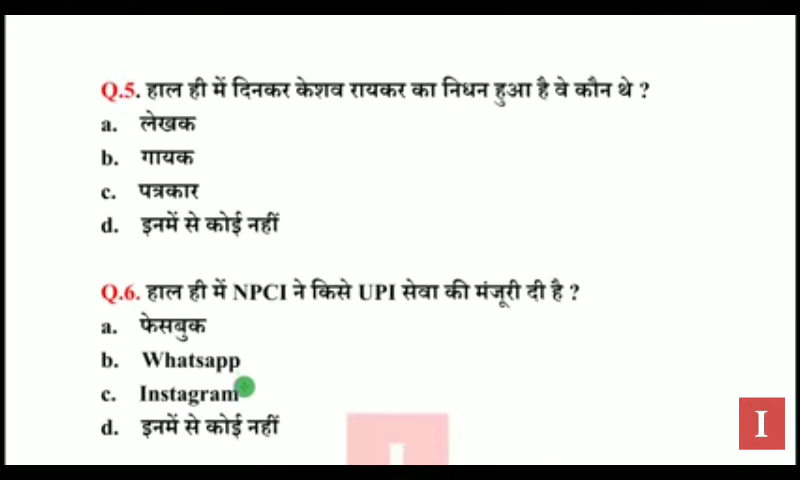 Q.5. हाल ही में दिनकर केशव रायकर का निधन हुआ है वे कौन थे ?
a. लेखक
b. गायक
c. पत्रकार
d. इनमें से कोई नहीं
Q.6. हाल ही में NPCI ने किसे UPI सेवा की मंजूरी दी है ?
a. फेसबुक
b. Whatsapp
c. Instagram
d. इनमें से कोई नहीं
I